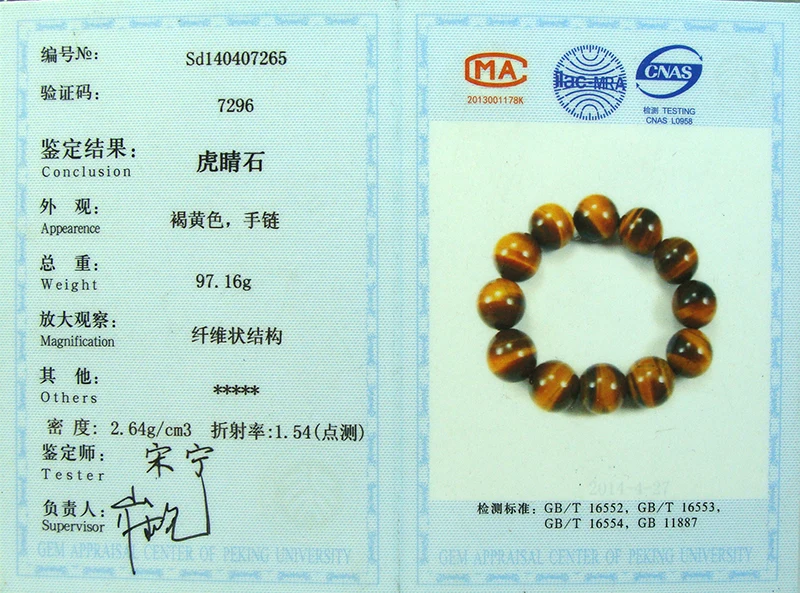 编号№: Sd140407265
验证码: 7296
鉴定结果: 虎睛石
Conclusion
外 观: 褐黄色，手链
Appearence
总 重: 97.16g
Weight
放大观察: 纤维状结构
Magnification
其 他: *****
Others
密 度: 2.64g/cm3 折射率:1.54(点测)
鉴定师: 宋宁
Tester
负责人:
Supervisor
GEM APPRAISAL CENTER OF PEKING UNIVERSITY
MA
2013001178K
ilac-MRA
CNAS
检测 TESTING
CNAS L0958
2014-4-27
检测标准: GB/T 16552, GB/T 16553,
GB/T 16554, GB 11887
GEM APPRAISAL CENTER OF PEKING UNIVERSITY